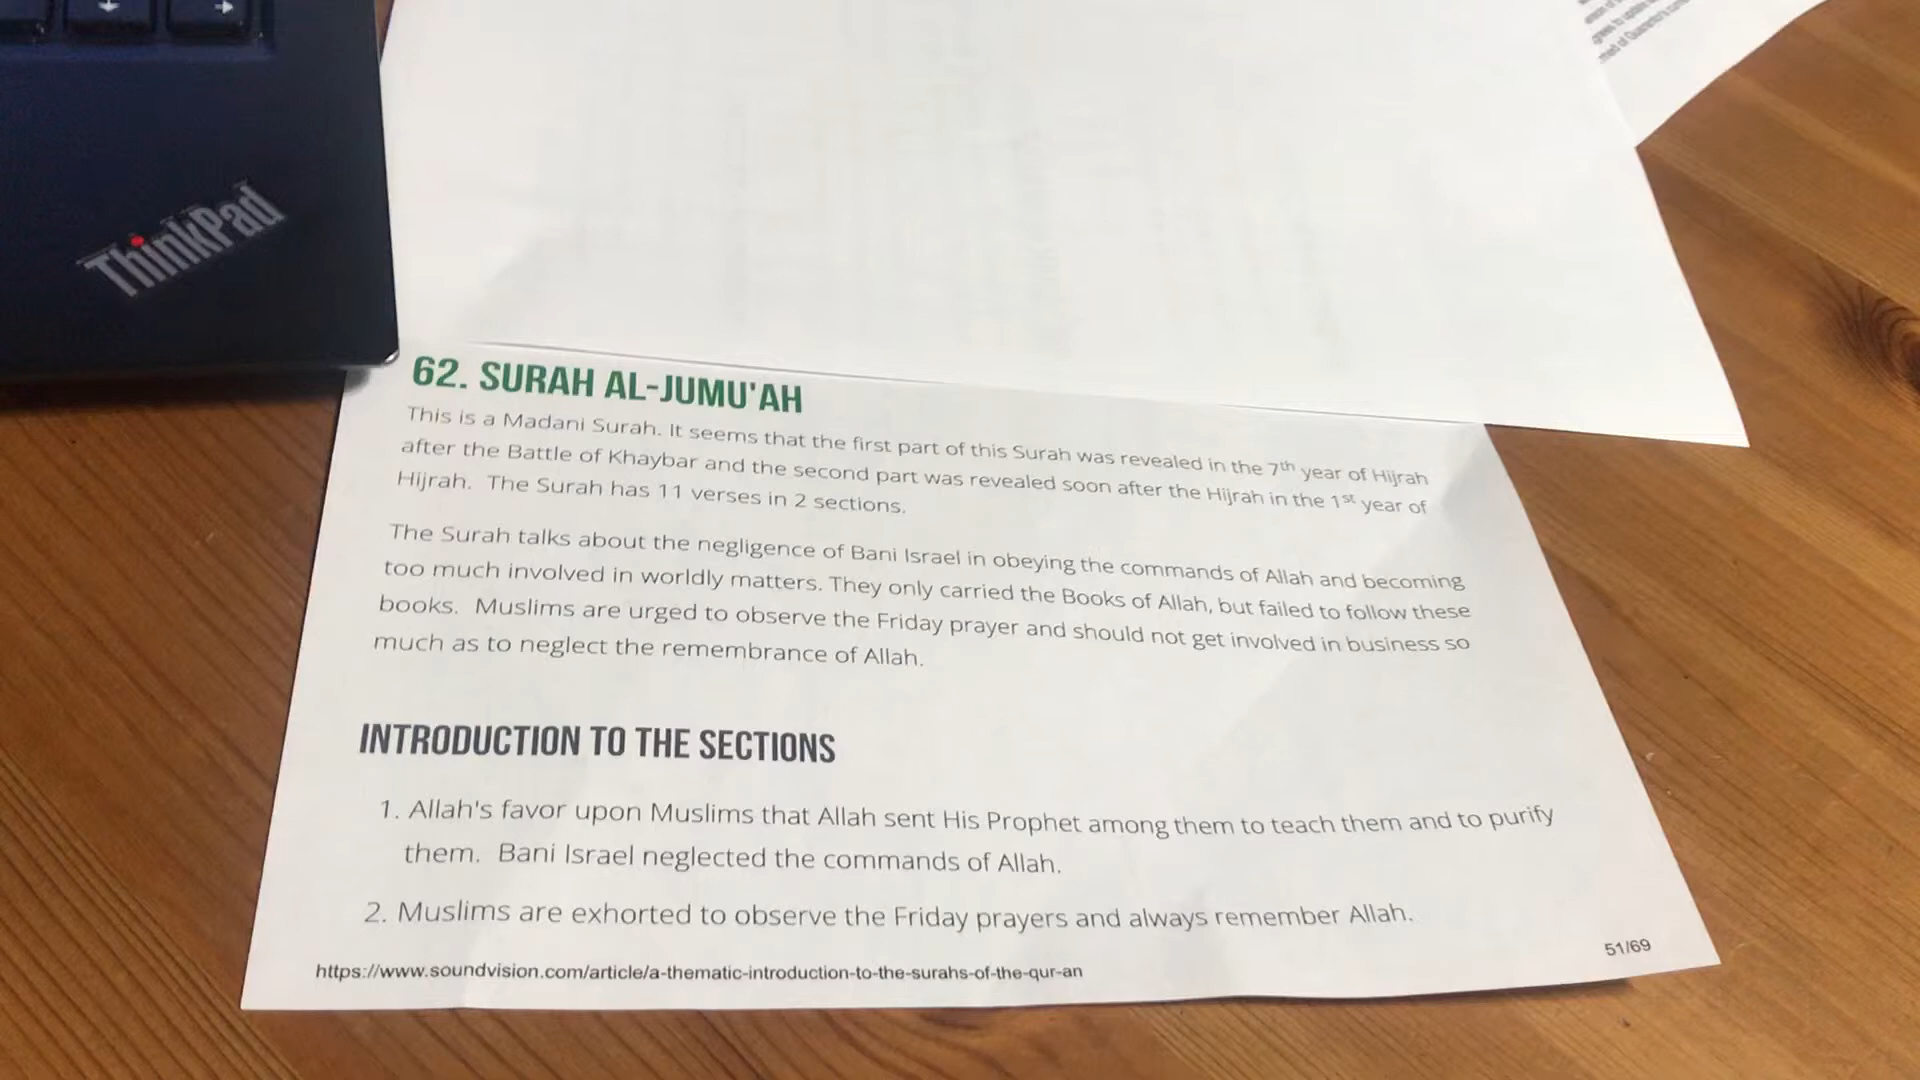 ThinkPad
62. SURAH AL-JUMU'AH
This is a Madani Surah. It seems that the first part of this Surah was revealed in the 7th year of Hijrah
after the Battle of Khaybar and the second part was revealed soon after the Hijrah in the 1st year of
Hijrah. The Surah has 11 verses in 2 sections.
The Surah talks about the negligence of Bani Israel in obeying the commands of Allah and becoming
too much involved in worldly matters. They only carried the Books of Allah, but failed to follow these
books. Muslims are urged to observe the Friday prayer and should not get involved in business so
much as to neglect the remembrance of Allah.
INTRODUCTION TO THE SECTIONS
1. Allah's favor upon Muslims that Allah sent His Prophet among them to teach them and to purify
them. Bani Israel neglected the commands of Allah.
2. Muslims are exhorted to observe the Friday prayers and always remember Allah.
51/69
https://www.soundvision.com/article/a-thematic-introduction-to-the-surahs-of-the-qur-an